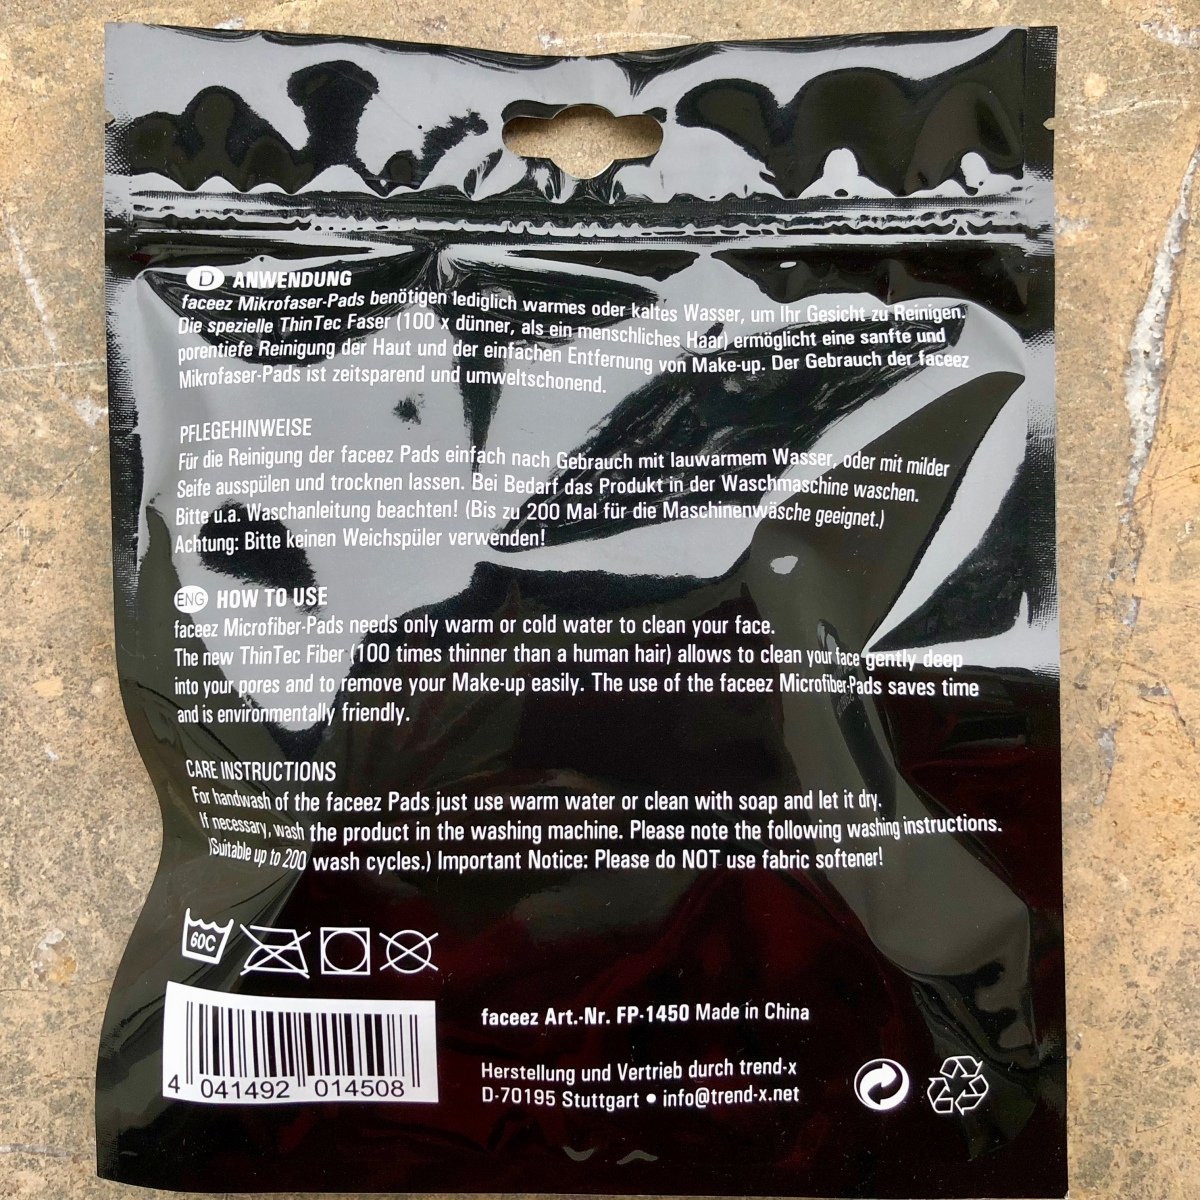 D ANWENDUNG
faceez Mikrofaser-Pads benötigen lediglich warmes oder kaltes Wasser, um Ihr Gesicht zu Reinigen.
Die spezielle ThinTec Faser (100 x dünner, als ein menschliches Haar) ermöglicht eine sanfte und
porentiefe Reinigung der Haut und der einfachen Entfernung von Make-up. Der Gebrauch der faceez
Mikrofaser-Pads ist zeitsparend und umweltschonend.
PFLEGEHINWEISE
Für die Reinigung der faceez Pads einfach nach Gebrauch mit lauwarmem Wasser, oder mit milder
Seife ausspülen und trocknen lassen. Bei Bedarf das Produkt in der Waschmaschine waschen.
Bitte u.a. Waschanleitung beachten! (Bis zu 200 Mal für die Maschinenwäsche geeignet.)
Achtung: Bitte keinen Weichspüler verwenden!
ENG HOW TO USE
faceez Microfiber-Pads needs only warm or cold water to clean your face.
The new ThinTec Fiber (100 times thinner than a human hair) allows to clean your face gently deep
into your pores and to remove your Make-up easily. The use of the faceez Microfiber-Pads saves time
and is environmentally friendly.
CARE INSTRUCTIONS
For handwash of the faceez Pads just use warm water or clean with soap and let it dry.
If necessary, wash the product in the washing machine. Please note the following washing instructions.
(Suitable up to 200 wash cycles.) Important Notice: Please do NOT use fabric softener!
60C
4 041492 014508
faceez Art.-Nr. FP-1450 Made in China
Herstellung und Vertrieb durch trend-x
D-70195 Stuttgart • info@trend-x.net